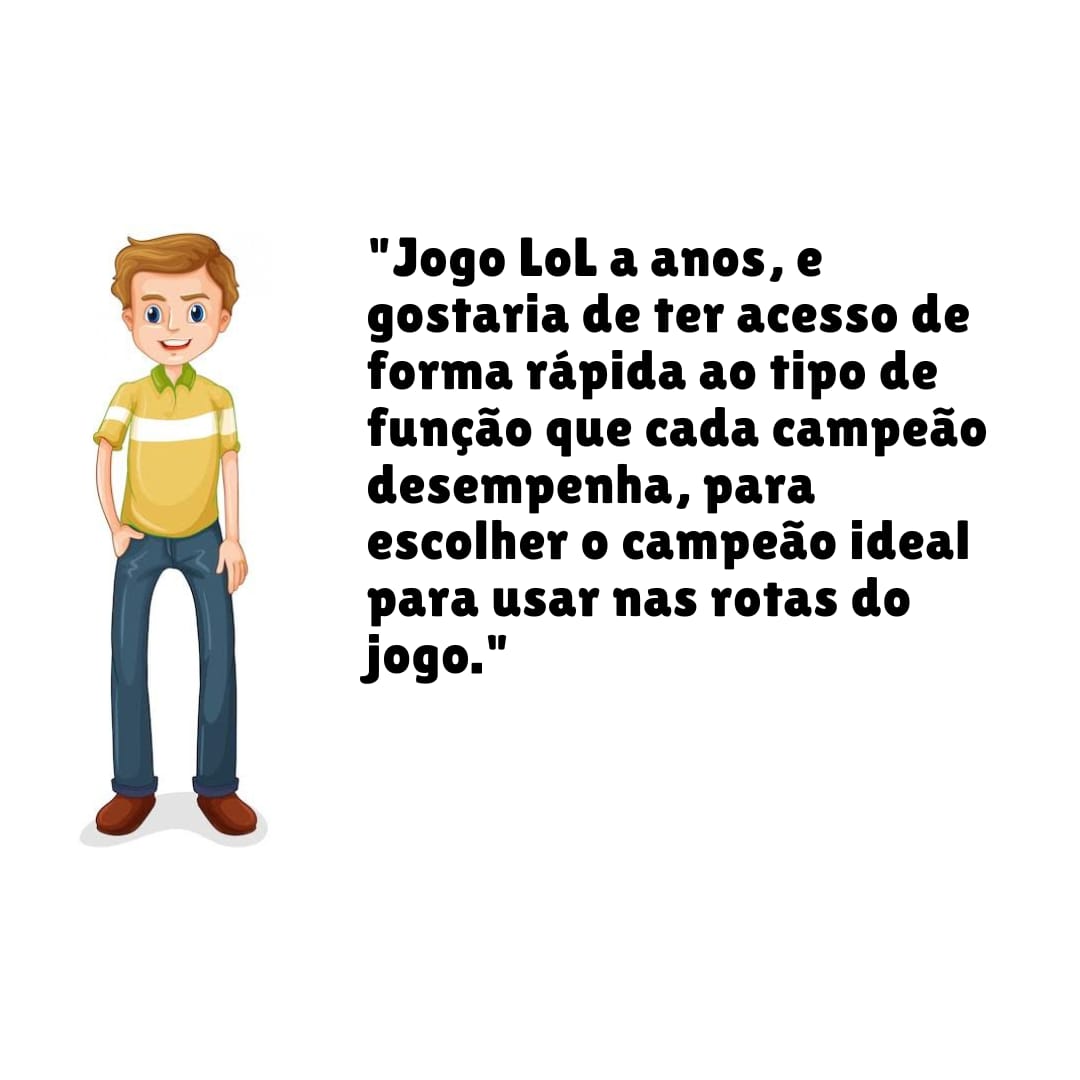 "Jogo LoL a anos, e
gostaria de ter acesso de
forma rápida ao tipo de
função que cada campeão
desempenha, para
escolher o campeão ideal
para usar nas rotas do
jogo."